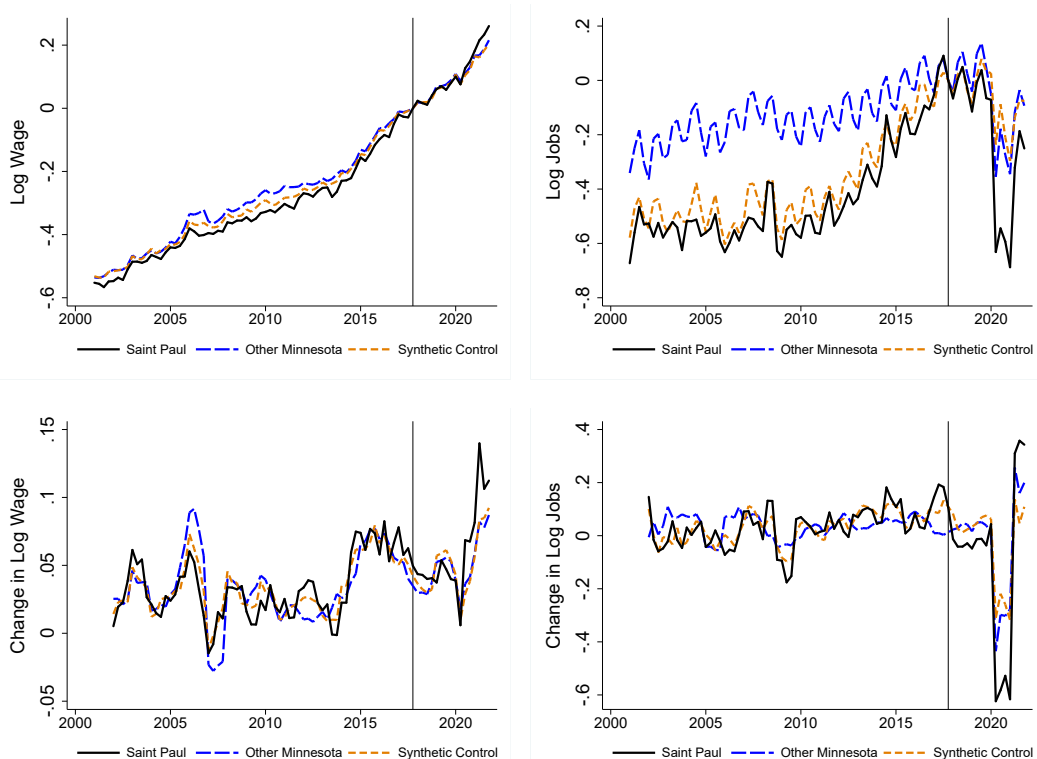 Log Wage
.2
0
-.2
-.4
-.6
2000 2005 2010 2015 2020
Saint Paul Other Minnesota Synthetic Control
Log Jobs
.2
0
-.2
-.4
-.6
-.8
2000 2005 2010 2015 2020
Saint Paul Other Minnesota Synthetic Control
Change in Log Wage
.15
.1
.05
0
-.05
2000 2005 2010 2015 2020
Saint Paul Other Minnesota Synthetic Control
Change in Log Jobs
.4
.2
0
-.2
-.4
-.6
2000 2005 2010 2015 2020
Saint Paul Other Minnesota Synthetic Control